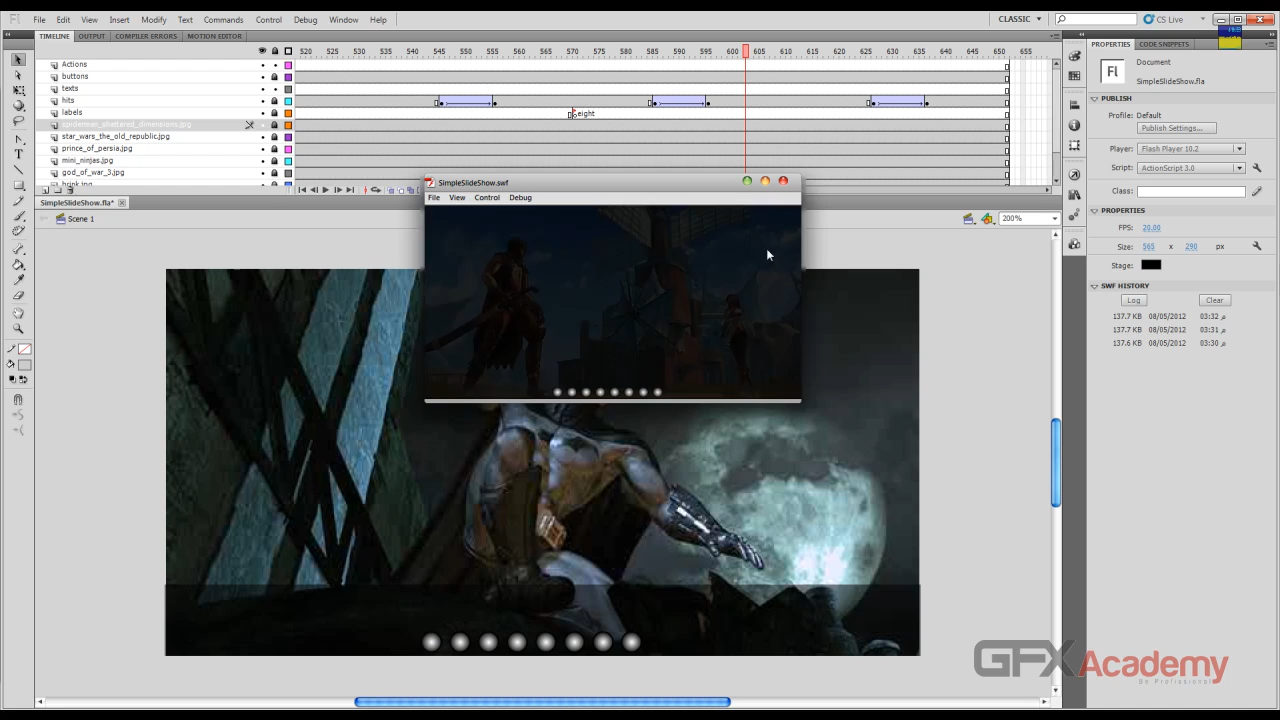 Fl File Edit View Insert Modify Text Commands Control Debug Window Help CLASSIC CS Live
TIMELINE OUTPUT COMPILER ERRORS MOTION EDITOR
520 525 530 535 540 545 550 555 560 565 570 575 580 585 590 595 600 605 610 615 620 625 630 635 640 645 650 655
Actions
buttons
texts
hits
labels eight
spiderman_shattered_dimensions.jpg
star_wars_the_old_republic.jpg
prince_of_persia.jpg
mini_ninjas.jpg
god_of_war_3.jpg
SimpleSlideShow.fla*
Scene 1
200%
SimpleSlideShow.swf
File View Control Debug
PROPERTIES CODE SNIPPETS
Fl
Document
SimpleSlideShow.fla
PUBLISH
Profile: Default
Publish Settings...
Player: Flash Player 10.2
Script: ActionScript 3.0
Class:
PROPERTIES
FPS: 20.00
Size: 565 x 290 px
Stage:
SWF HISTORY
Log Clear
137.7 KB 08/05/2012 03:32 م
137.7 KB 08/05/2012 03:31 م
137.6 KB 08/05/2012 03:30 م
GFXAcademy
Be Professional